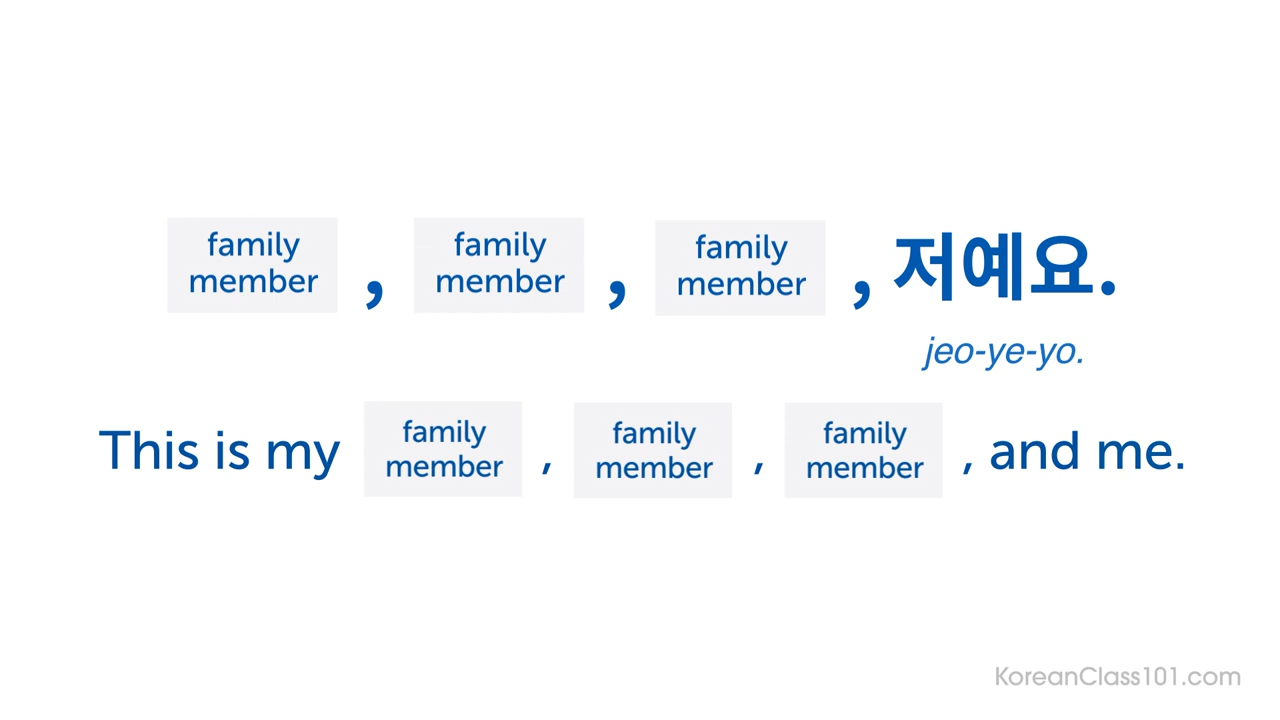 family member , family member , family member , 저예요.
jeo-ye-yo.
This is my family member , family member , family member , and me.
KoreanClass101.com